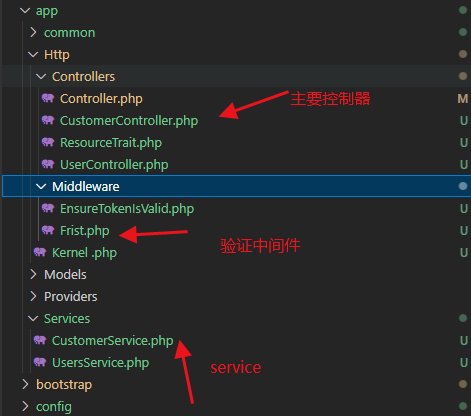 app
common
Http
Controllers
Controller.php M
主要控制器
CustomerController.php U
ResourceTrait.php U
UserController.php U
Middleware
EnsureTokenIsValid.php U
Frist.php U
验证中间件
Kernel .php U
Models
Providers
Services
CustomerService.php U
UsersService.php U
service
bootstrap
config